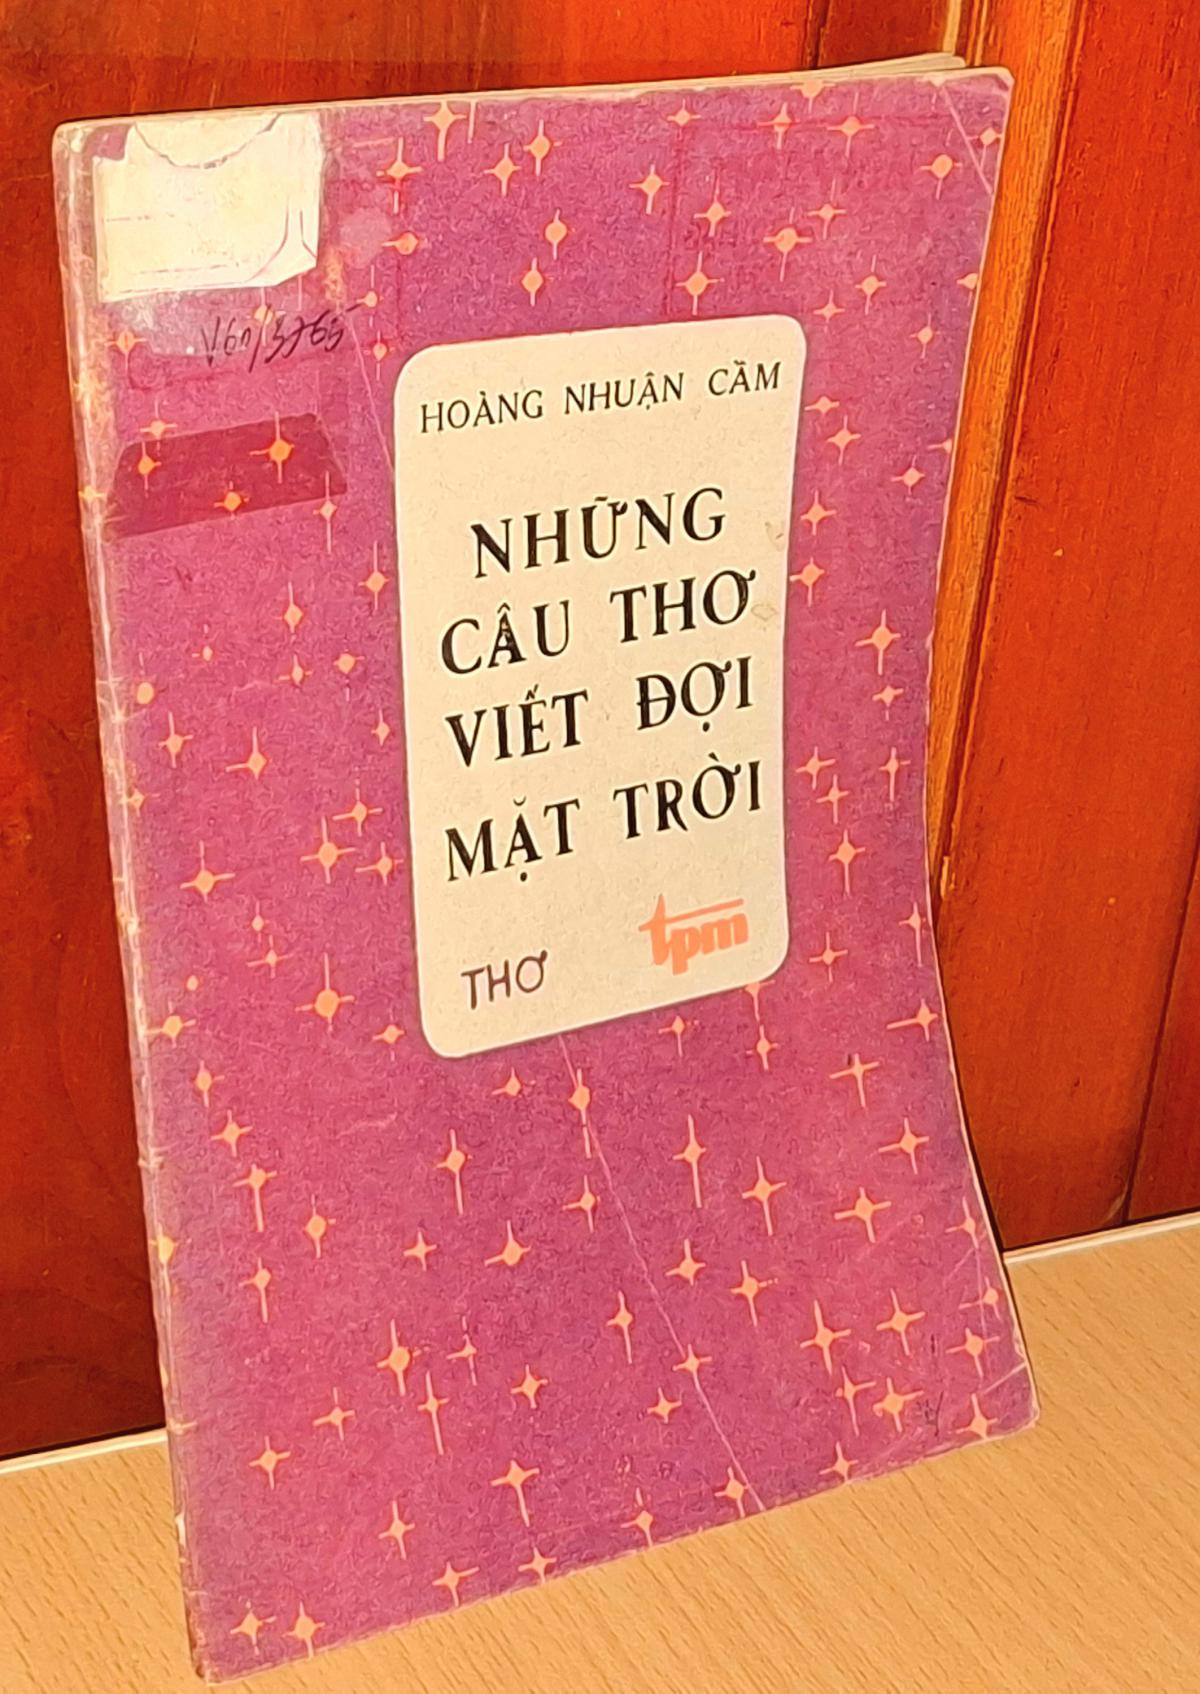 V60/3765
HOÀNG NHUẬN CẦM
NHỮNG
CÂU THƠ
VIẾT ĐỢI
MẶT TRỜI
THƠ
tpm